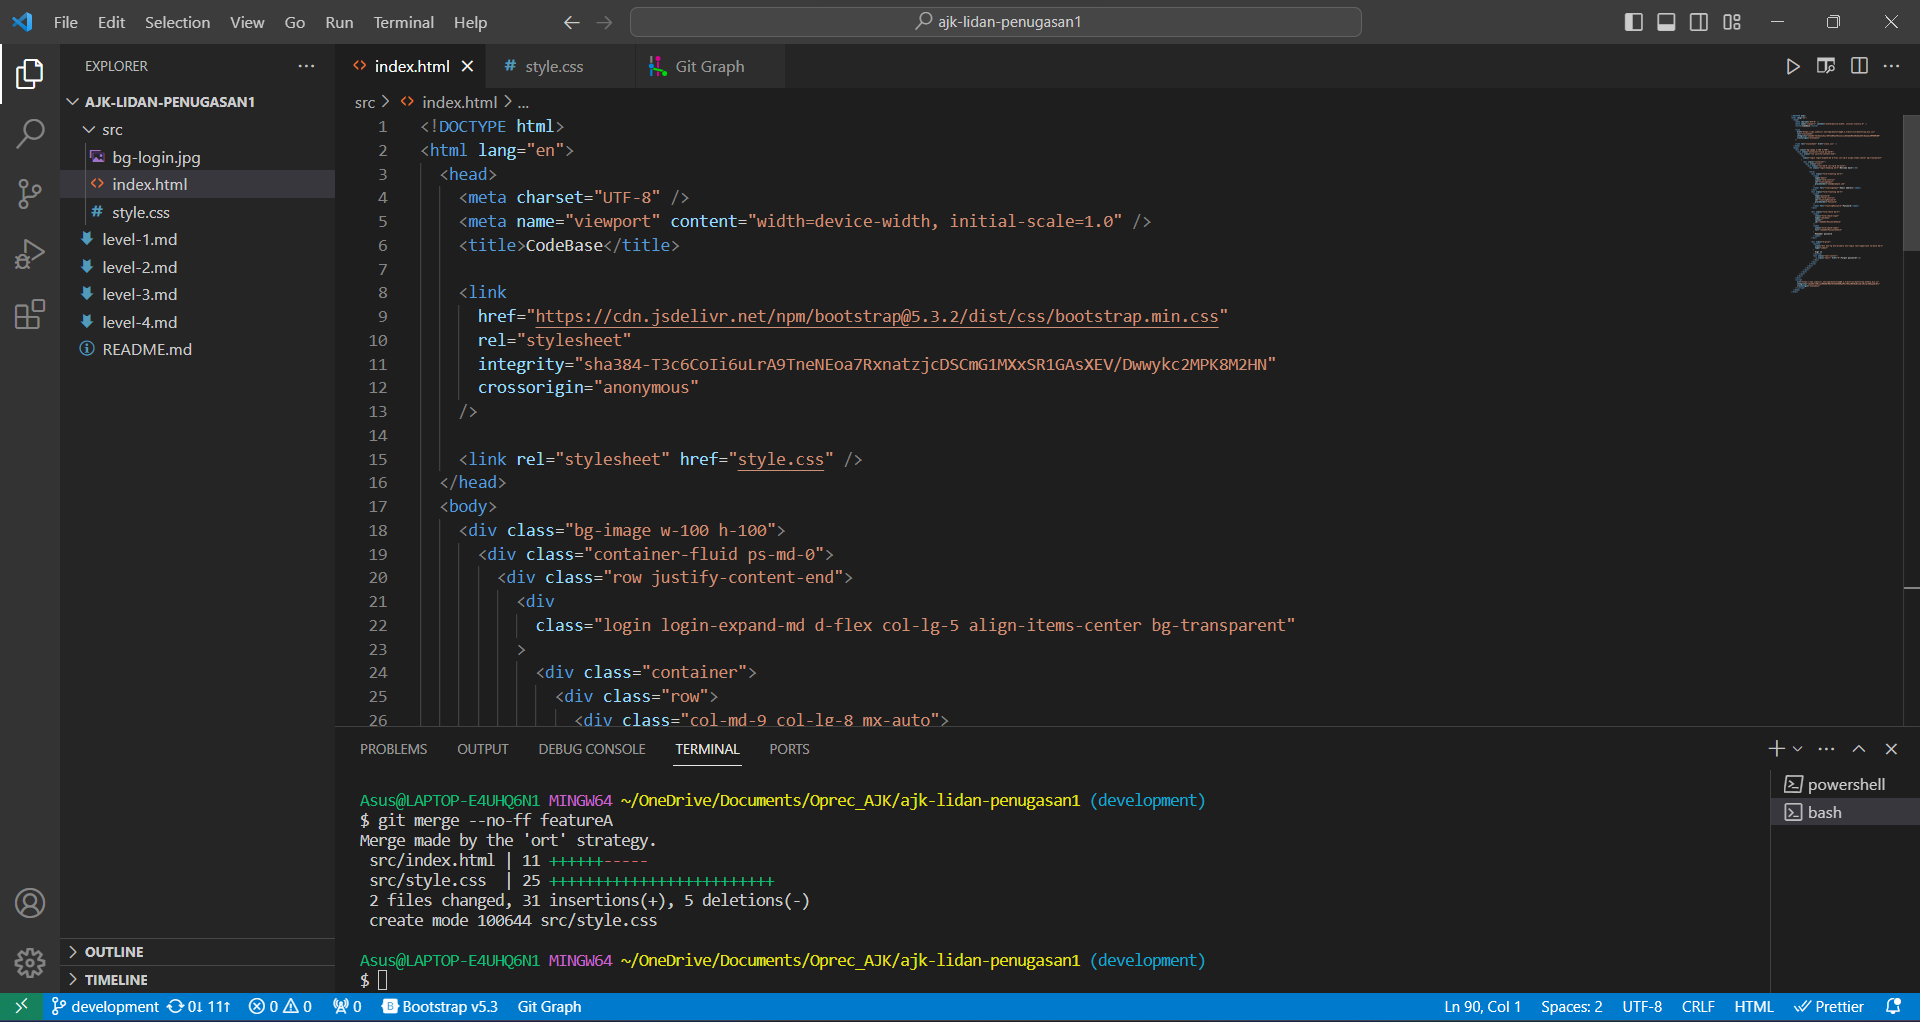 File Edit Selection View Go Run Terminal Help
ajk-lidan-penugasan1
EXPLORER
AJK-LIDAN-PENUGASAN1
src
bg-login.jpg
index.html
style.css
level-1.md
level-2.md
level-3.md
level-4.md
README.md
OUTLINE
TIMELINE
index.html
style.css
Git Graph
src > index.html > ...
1 <!DOCTYPE html>
2 <html lang="en">
3 <head>
4 <meta charset="UTF-8" />
5 <meta name="viewport" content="width=device-width, initial-scale=1.0" />
6 <title>CodeBase</title>
7
8 <link
9 href="https://cdn.jsdelivr.net/npm/bootstrap@5.3.2/dist/css/bootstrap.min.css"
10 rel="stylesheet"
11 integrity="sha384-T3c6CoIi6uLrA9TneNEoa7RxnatzjcDSCmG1MXxSR1GAsXEV/Dwwykc2MPK8M2HN"
12 crossorigin="anonymous"
13 />
14
15 <link rel="stylesheet" href="style.css" />
16 </head>
17 <body>
18 <div class="bg-image w-100 h-100">
19 <div class="container-fluid ps-md-0">
20 <div class="row justify-content-end">
21 <div
22 class="login login-expand-md d-flex col-lg-5 align-items-center bg-transparent"
23 >
24 <div class="container">
25 <div class="row">
26 <div class="col-md-9 col-lg-8 mx-auto">
PROBLEMS OUTPUT DEBUG CONSOLE TERMINAL PORTS
Asus@LAPTOP-E4UHQ6N1 MINGW64 ~/OneDrive/Documents/Oprec_AJK/ajk-lidan-penugasan1 (development)
$ git merge --no-ff featureA
Merge made by the 'ort' strategy.
src/index.html | 11 ++++++-----
src/style.css | 25 +++++++++++++++++++++++++
2 files changed, 31 insertions(+), 5 deletions(-)
create mode 100644 src/style.css
Asus@LAPTOP-E4UHQ6N1 MINGW64 ~/OneDrive/Documents/Oprec_AJK/ajk-lidan-penugasan1 (development)
$
powershell
bash
development 0↓ 11↑ 0 0 0 Bootstrap v5.3 Git Graph
Ln 90, Col 1 Spaces: 2 UTF-8 CRLF HTML Prettier